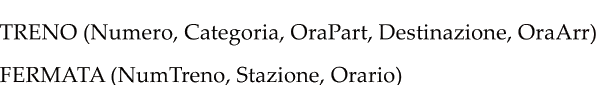 TRENO (Numero, Categoria, OraPart, Destinazione, OraArr)
FERMATA (NumTreno, Stazione, Orario)